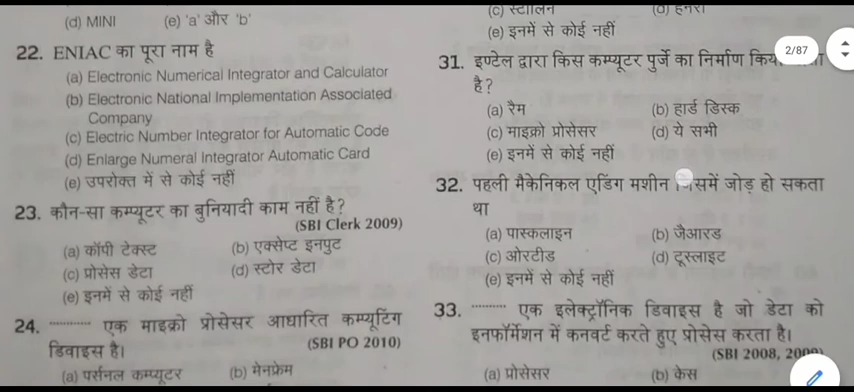 (d) MINI (e) 'a' और 'b'
22. ENIAC का पूरा नाम है
(a) Electronic Numerical Integrator and Calculator
(b) Electronic National Implementation Associated
Company
(c) Electric Number Integrator for Automatic Code
(d) Enlarge Numeral Integrator Automatic Card
(e) उपरोक्त में से कोई नहीं
23. कौन-सा कम्प्यूटर का बुनियादी काम नहीं है?
(SBI Clerk 2009)
(a) कॉपी टेक्स्ट (b) एक्सेप्ट इनपुट
(c) प्रोसेस डेटा (d) स्टोर डेटा
(e) इनमें से कोई नहीं
24. ......... एक माइक्रो प्रोसेसर आधारित कम्प्यूटिंग
डिवाइस है। (SBI PO 2010)
(a) पर्सनल कम्प्यूटर (b) मेनफ्रेम
(c) स्टालिन (d) हेनरी
(e) इनमें से कोई नहीं
2/87
31. इण्टेल द्वारा किस कम्प्यूटर पुर्जे का निर्माण
है?
(a) रैम (b) हार्ड डिस्क
(c) माइक्रो प्रोसेसर (d) ये सभी
(e) इनमें से कोई नहीं
32. पहली मैकेनिकल एडिंग मशीन जिसमें जोड़ हो सकता
था
(a) पास्कलाइन (b) जैआरड
(c) ओरटीड (d) दूस्लाइट
(e) इनमें से कोई नहीं
33. ......... एक इलेक्ट्रॉनिक डिवाइस है जो डेटा को
इनफॉर्मेशन में कनवर्ट करते हुए प्रोसेस करता है।
(SBI 2008, 2009)
(a) प्रोसेसर (b) केस